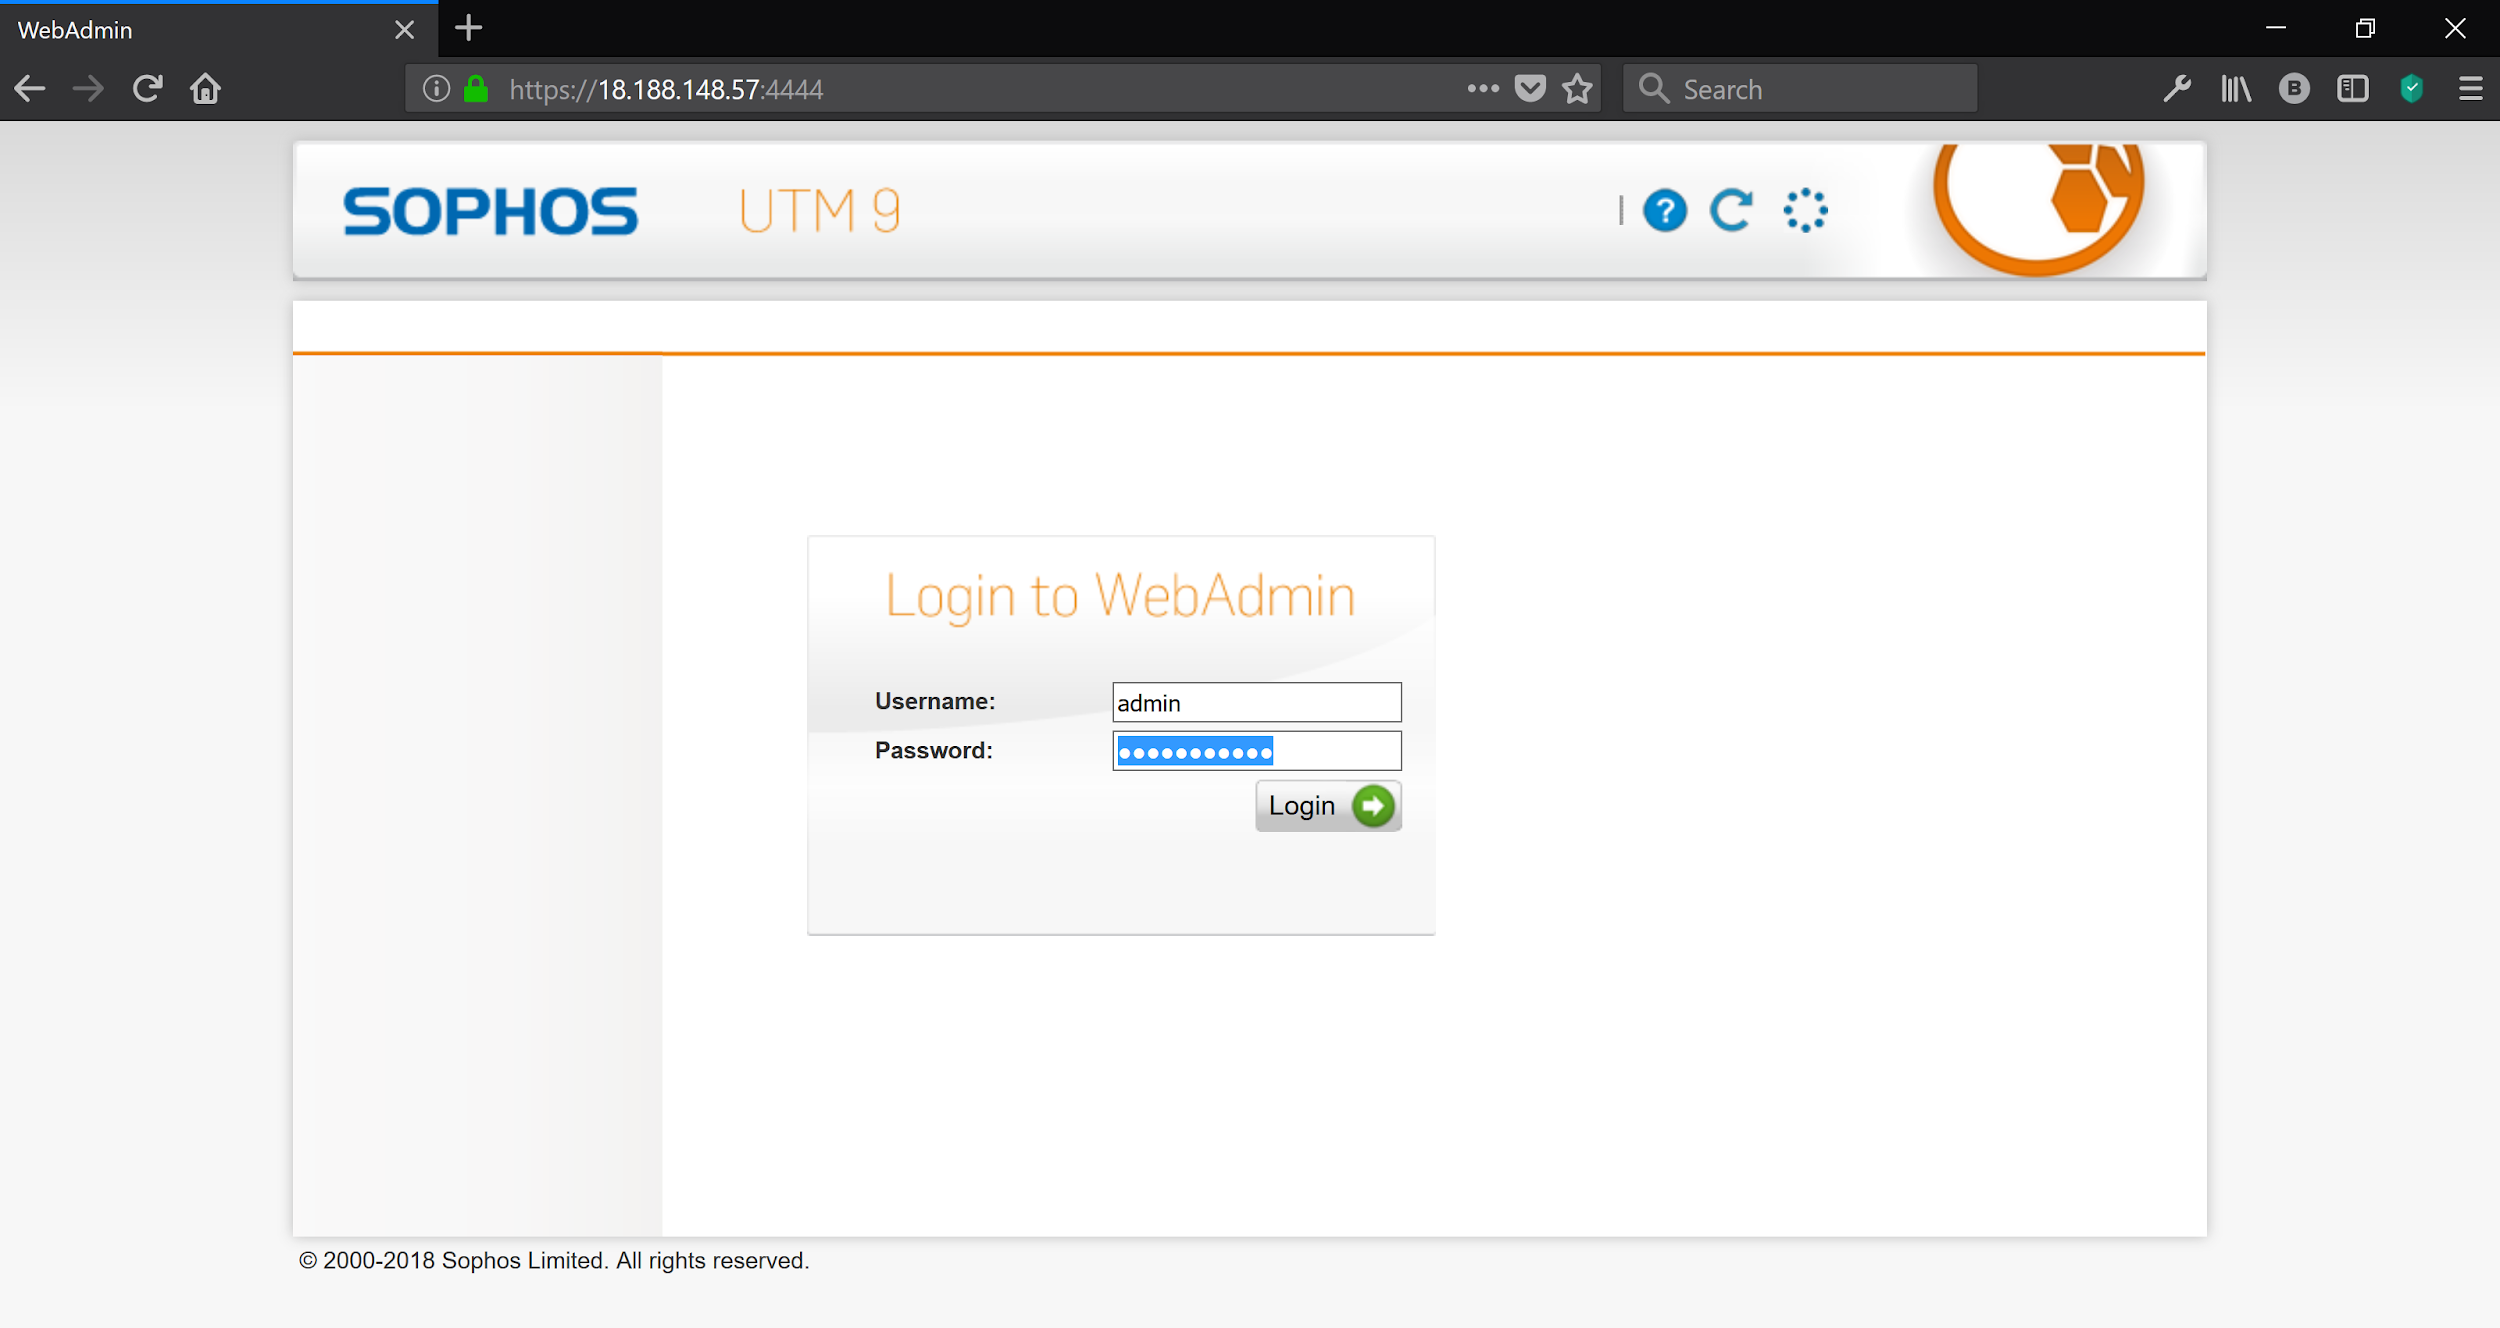 WebAdmin
https://18.188.148.57:4444
Search
SOPHOS UTM 9
Login to WebAdmin
Username: admin
Password: •••••••••••
Login
© 2000-2018 Sophos Limited. All rights reserved.